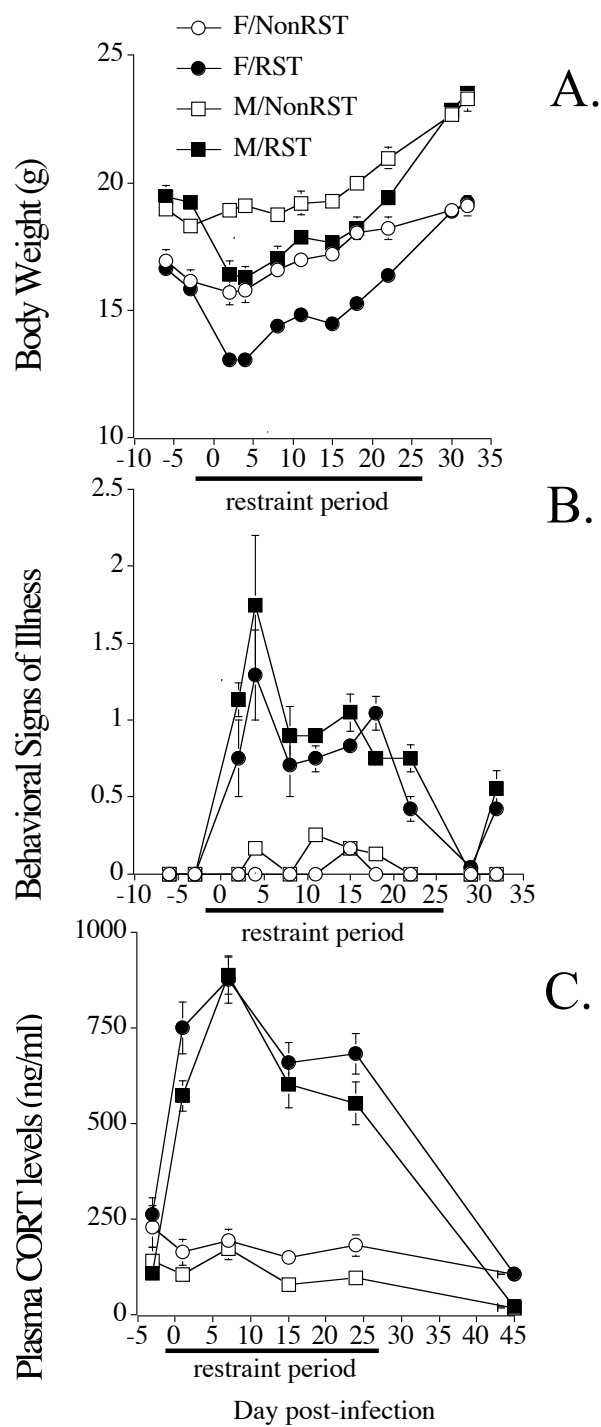 F/NonRST
F/RST
M/NonRST
M/RST
A.
Body Weight (g)
25
20
15
10
-10 -5 0 5 10 15 20 25 30 35
restraint period
B.
Behavioral Signs of Illness
2.5
2
1.5
1
0.5
0
-10 -5 0 5 10 15 20 25 30 35
restraint period
C.
Plasma CORT levels (ng/ml)
1000
750
500
250
0
-5 0 5 10 15 20 25 30 35 40 45
restraint period
Day post-infection